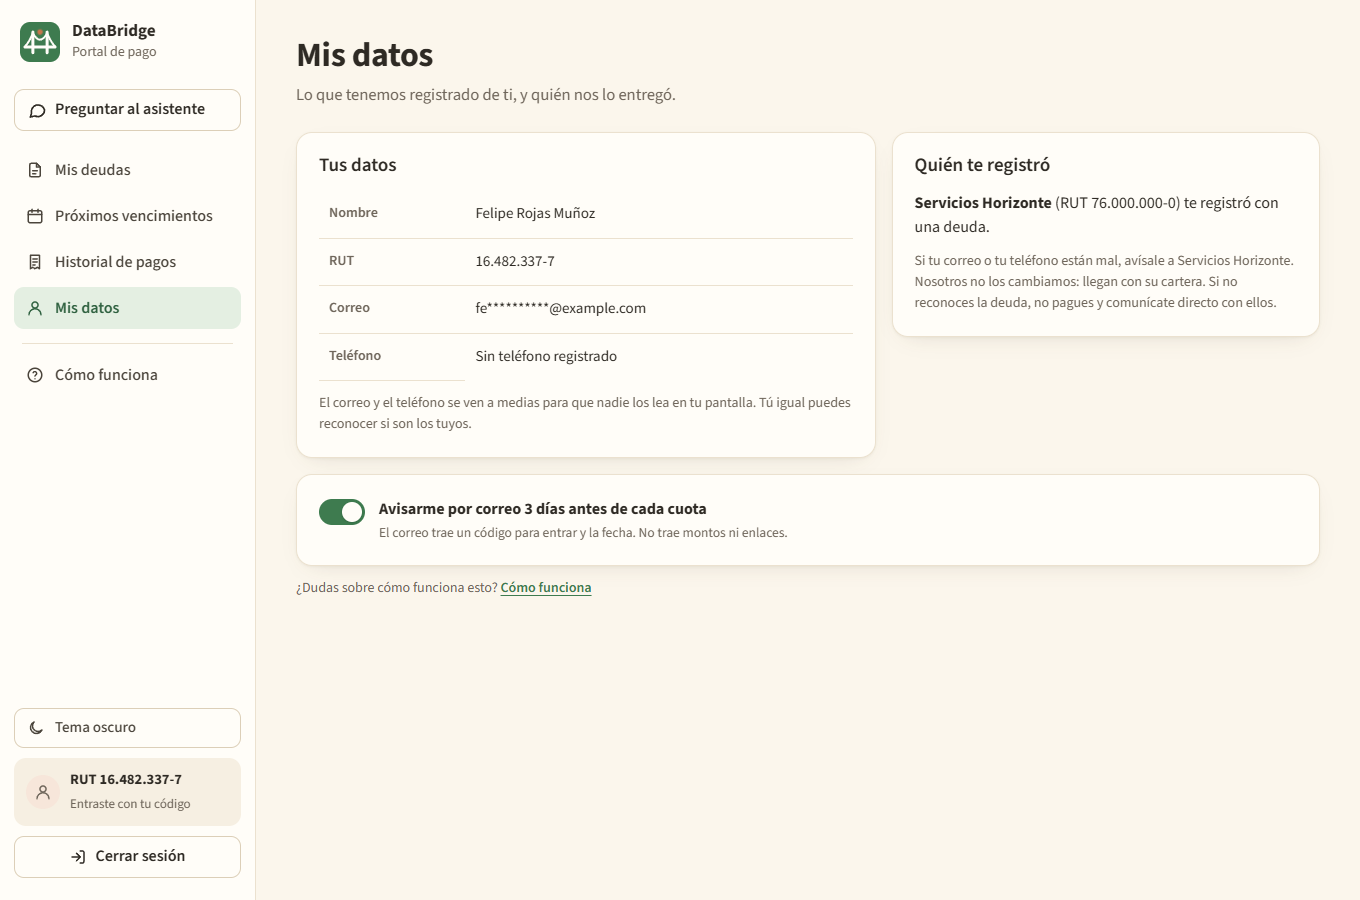 DataBridge
Portal de pago
Preguntar al asistente
Mis deudas
Próximos vencimientos
Historial de pagos
Mis datos
Cómo funciona
Tema oscuro
RUT 16.482.337-7
Entraste con tu código
Cerrar sesión
Mis datos
Lo que tenemos registrado de ti, y quién nos lo entregó.
Tus datos
Nombre Felipe Rojas Muñoz
RUT 16.482.337-7
Correo fe**********@example.com
Teléfono Sin teléfono registrado
El correo y el teléfono se ven a medias para que nadie los lea en tu pantalla. Tú igual puedes
reconocer si son los tuyos.
Quién te registró
Servicios Horizonte (RUT 76.000.000-0) te registró con
una deuda.
Si tu correo o tu teléfono están mal, avísale a Servicios Horizonte.
Nosotros no los cambiamos: llegan con su cartera. Si no
reconoces la deuda, no pagues y comunícate directo con ellos.
Avisarme por correo 3 días antes de cada cuota
El correo trae un código para entrar y la fecha. No trae montos ni enlaces.
¿Dudas sobre cómo funciona esto? Cómo funciona